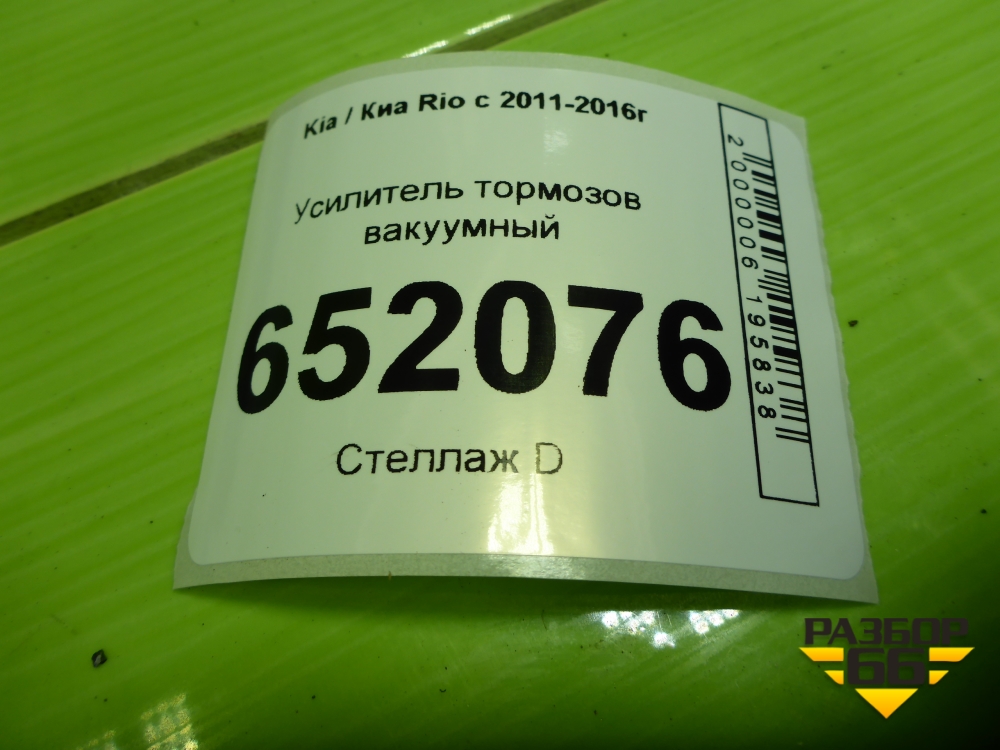 Kia / Киа Rio с 2011-2016г
Усилитель тормозов
вакуумный
652076
Стеллаж D
2000006195838
РАЗБОР
66